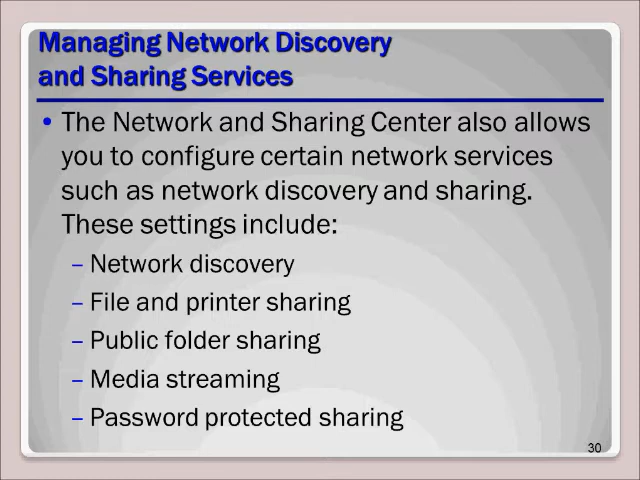 Managing Network Discovery
and Sharing Services
• The Network and Sharing Center also allows
you to configure certain network services
such as network discovery and sharing.
These settings include:
– Network discovery
– File and printer sharing
– Public folder sharing
– Media streaming
– Password protected sharing
30